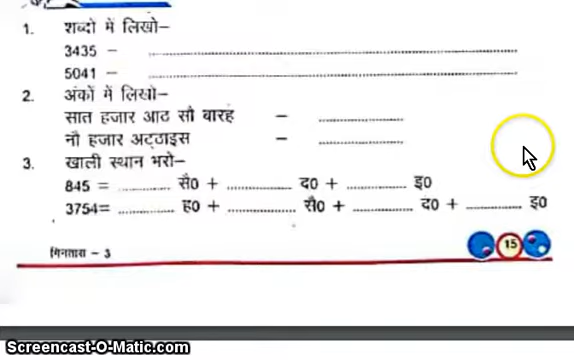 1. शब्दो में लिखो–
3435 – ........................................
5041 – ........................................
2. अंकों में लिखो–
सात हजार आठ सौ बारह – ....................
नौ हजार अट्ठाइस – ....................
3. खाली स्थान भरो–
845 = ............ सै0 + ............... द0 + .............. इ0
3754= ............. ह0 + ............... सै0 + .............. द0 + ............. इ0
गिनतारा – 3
15
Screencast-O-Matic.com